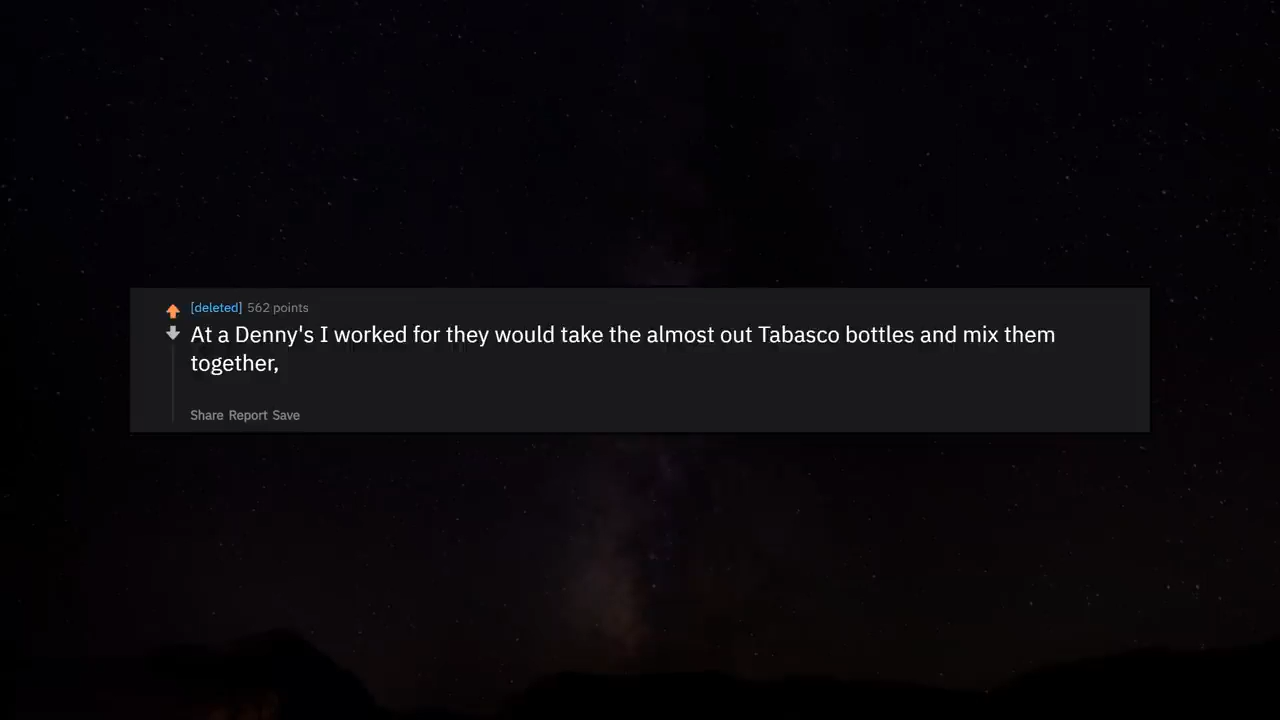 [deleted] 562 points
At a Denny's I worked for they would take the almost out Tabasco bottles and mix them
together,
Share Report Save